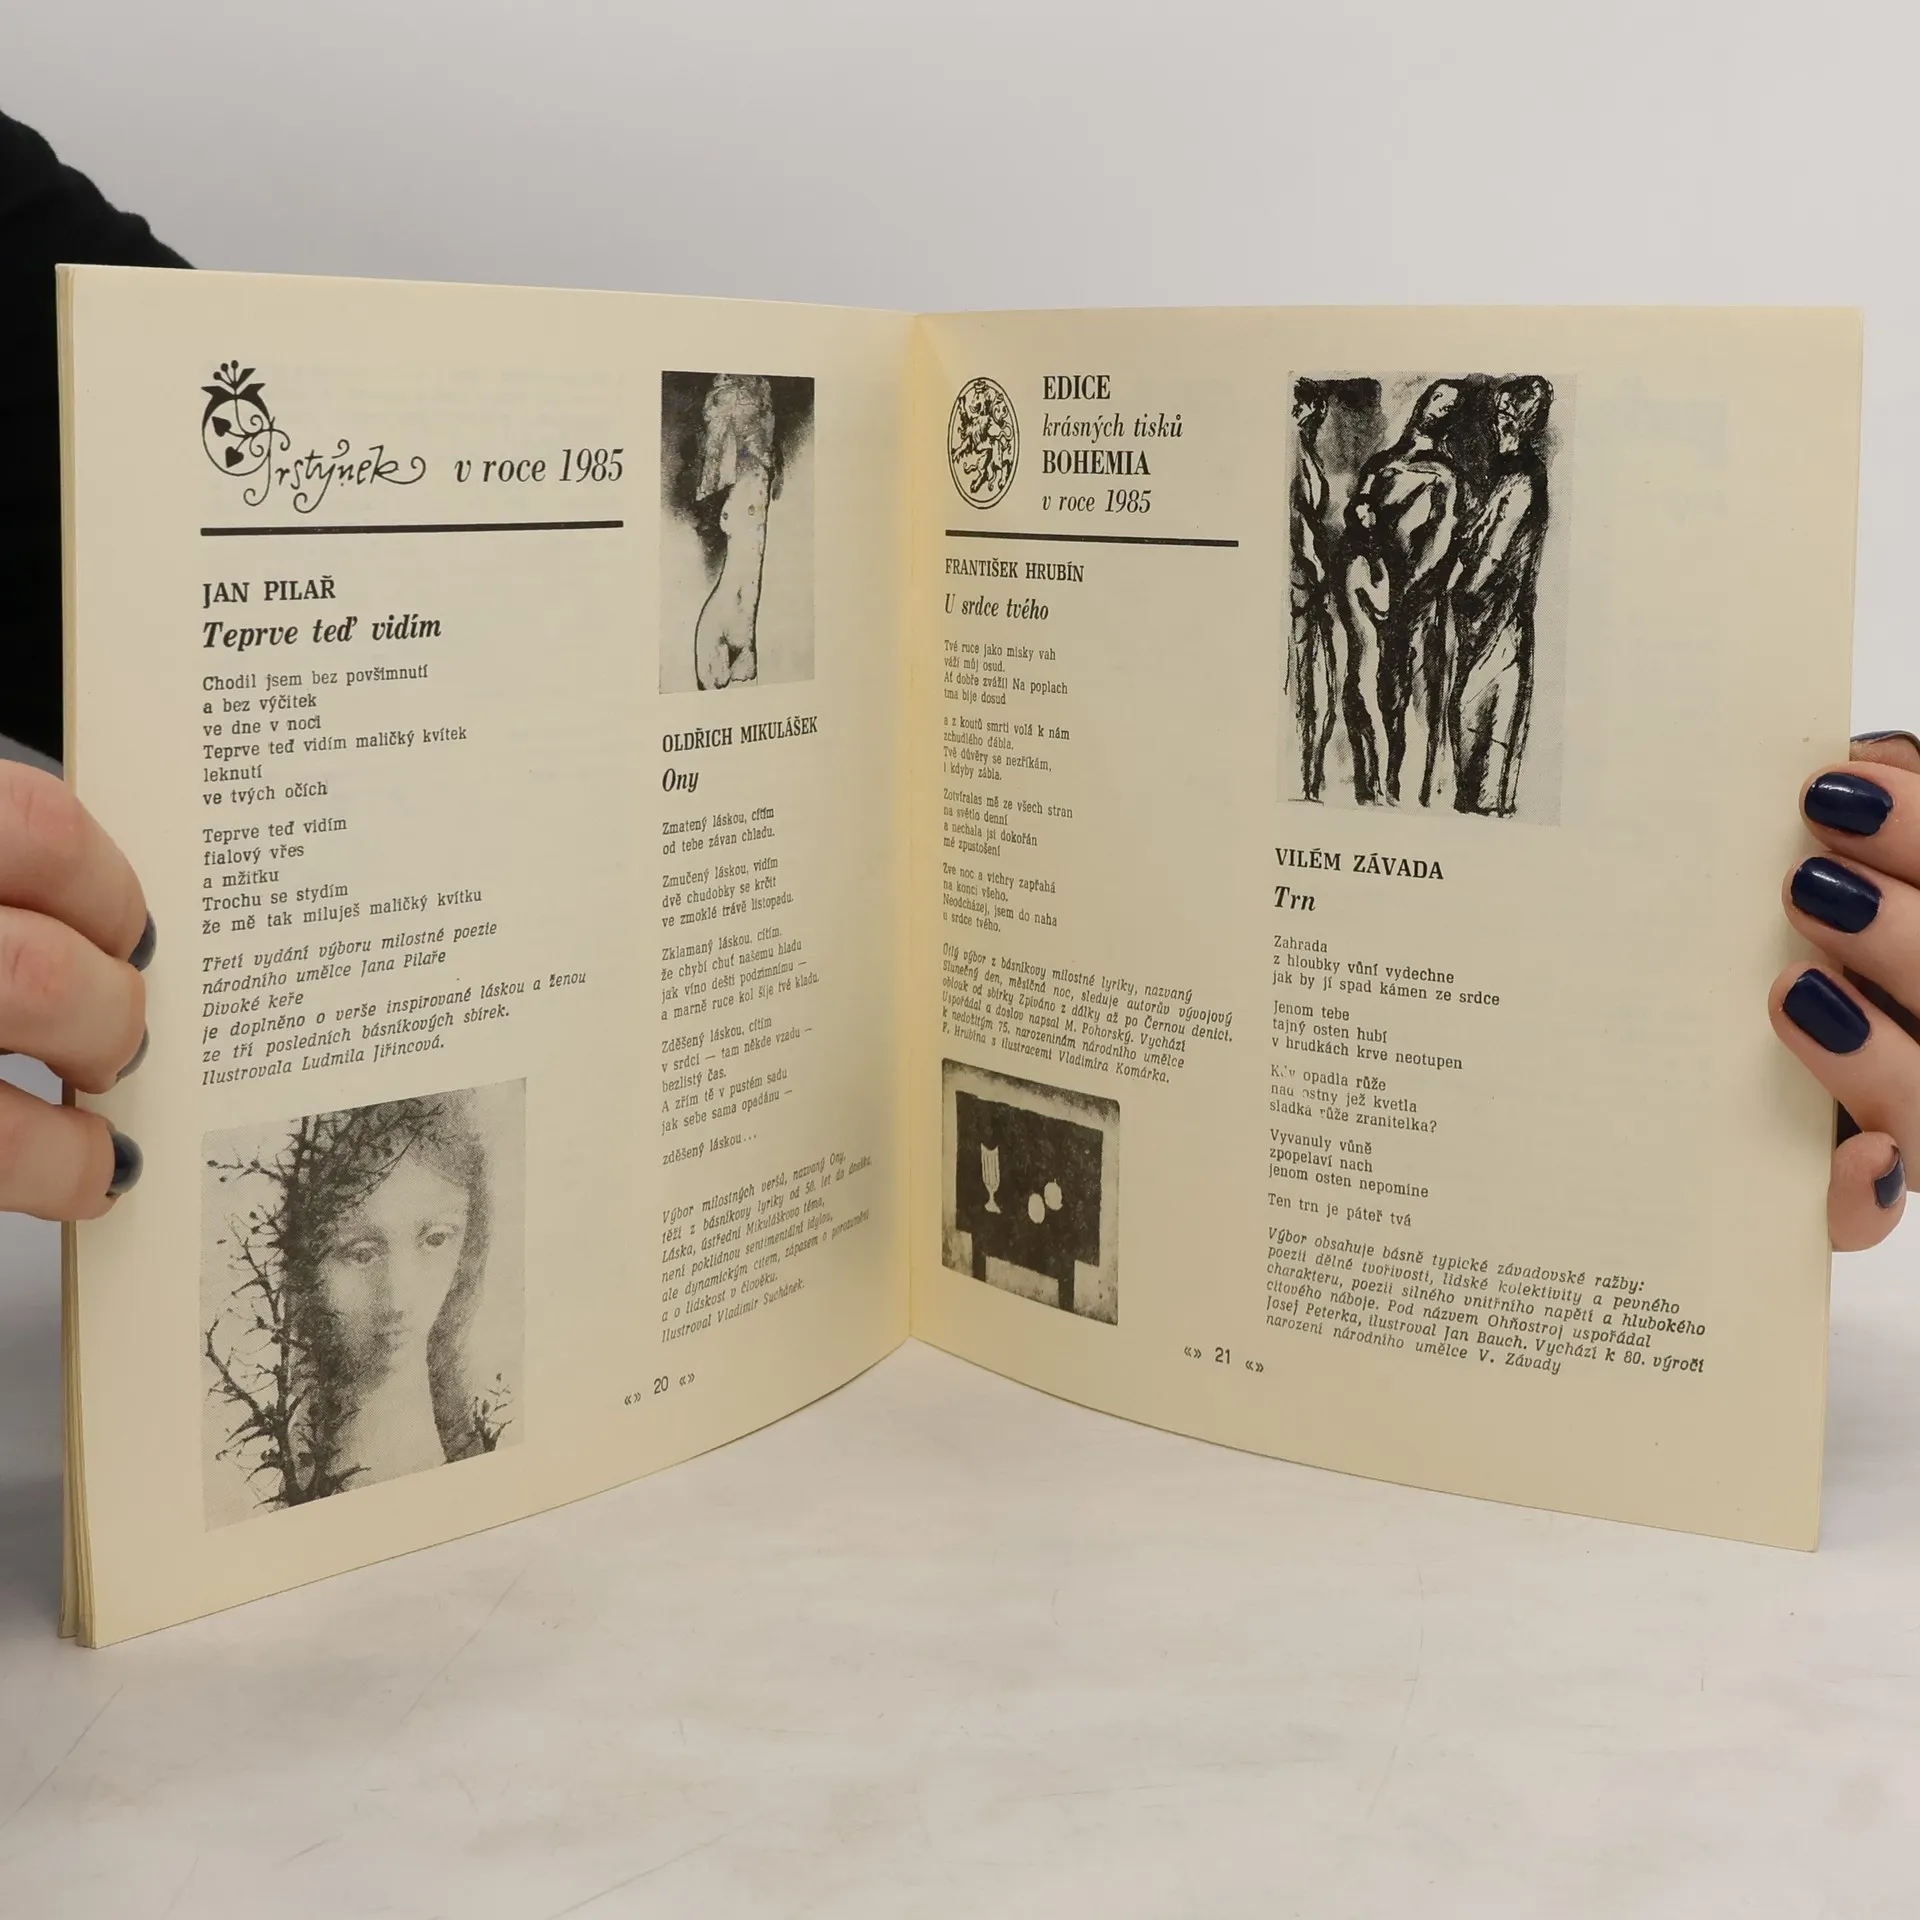 Prstýnek v roce 1985
JAN PILAŘ
Teprve teď vidím
Chodil jsem bez povšimnutí
a bez výčitek
ve dne v noci
Teprve teď vidím maličký kvítek
leknutí
ve tvých očích
Teprve teď vidím
fialový vřes
a mžitku
Trochu se stydím
že mě tak miluješ maličký kvítku
Třetí vydání výboru milostné poezie
národního umělce Jana Pilaře
Divoké keře
je doplněno o verše inspirované láskou a ženou
ze tří posledních básníkových sbírek.
Ilustrovala Ludmila Jiřincová.
OLDŘICH MIKULÁŠEK
Ony
Zmatený láskou, cítím
od tebe závan chladu.
Zmučený láskou, vidím
dvě chudobky se krčit
ve zmoklé trávě listopadu.
Zklamaný láskou, cítím,
že chybí chuť našemu hladu
jak víno dešti podzimnímu —
a marně ruce kol šíje tvé kladu.
Zděšený láskou, cítím
v srdci — tam někde vzadu —
bezlistý čas.
A zřím tě v pustém sadu
jak sebe sama opadánu —
zděšený láskou...
Výbor milostných veršů, nazvaný Ony,
těží z básníkovy lyriky od 50. let do dneška.
Láska, ústřední Mikuláškovo téma,
není poklidnou sentimentální idylou,
ale dynamickým citem, zápasem o porozumění
a o lidskost v člověku.
Ilustroval Vladimír Suchánek.
«» 20 «»
EDICE
krásných tisků
BOHEMIA
v roce 1985
FRANTIŠEK HRUBÍN
U srdce tvého
Tvé ruce jako misky vah
váží můj osud.
Ať dobře zváží! Na poplach
tma bije dosud
a z koutů smrti volá k nám
zchudlého ďábla.
Tvé důvěry se nezříkám,
i kdyby zábla.
Zotvíralas mě ze všech stran
na světlo denní
a nechala jsi dokořán
mé zpustošení
Zve noc a vichry zapřahá
na konci všeho.
Neodcházej, jsem do naha
u srdce tvého.
Útlý výbor z básníkovy milostné lyriky, nazvaný
Slunečný den, měsíčná noc, sleduje autorův vývojový
oblouk od sbírky Zpíváno z dálky až po Černou denici.
Uspořádal a doslov napsal M. Pohorský. Vychází
k nedožitým 75. narozeninám národního umělce
F. Hrubína s ilustracemi Vladimíra Komárka.
VILÉM ZÁVADA
Trn
Zahrada
z hloubky vůní vydechne
jak by jí spad kámen ze srdce
Jenom tebe
tajný osten hubí
v hrudkách krve neotupen
Kdy opadla růže
nad ostny jež kvetla
sladká růže zranitelka?
Vyvanuly vůně
zpopelaví nach
jenom osten nepomine
Ten trn je páteř tvá
Výbor obsahuje básně typické závadovské ražby:
poezii dělné tvořivosti, lidské kolektivity a pevného
charakteru, poezii silného vnitřního napětí a hlubokého
citového náboje. Pod názvem Ohňostroj uspořádal
Josef Peterka, ilustroval Jan Bauch. Vychází k 80. výročí
narození národního umělce V. Závady
«» 21 «»